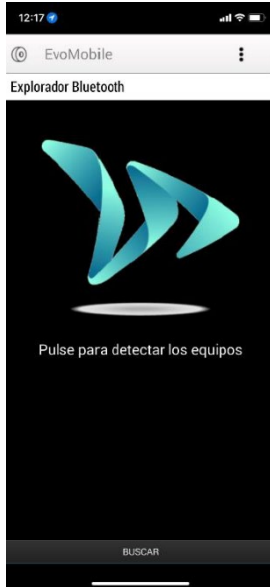 12:17
EvoMobile
Explorador Bluetooth
Pulse para detectar los equipos
BUSCAR